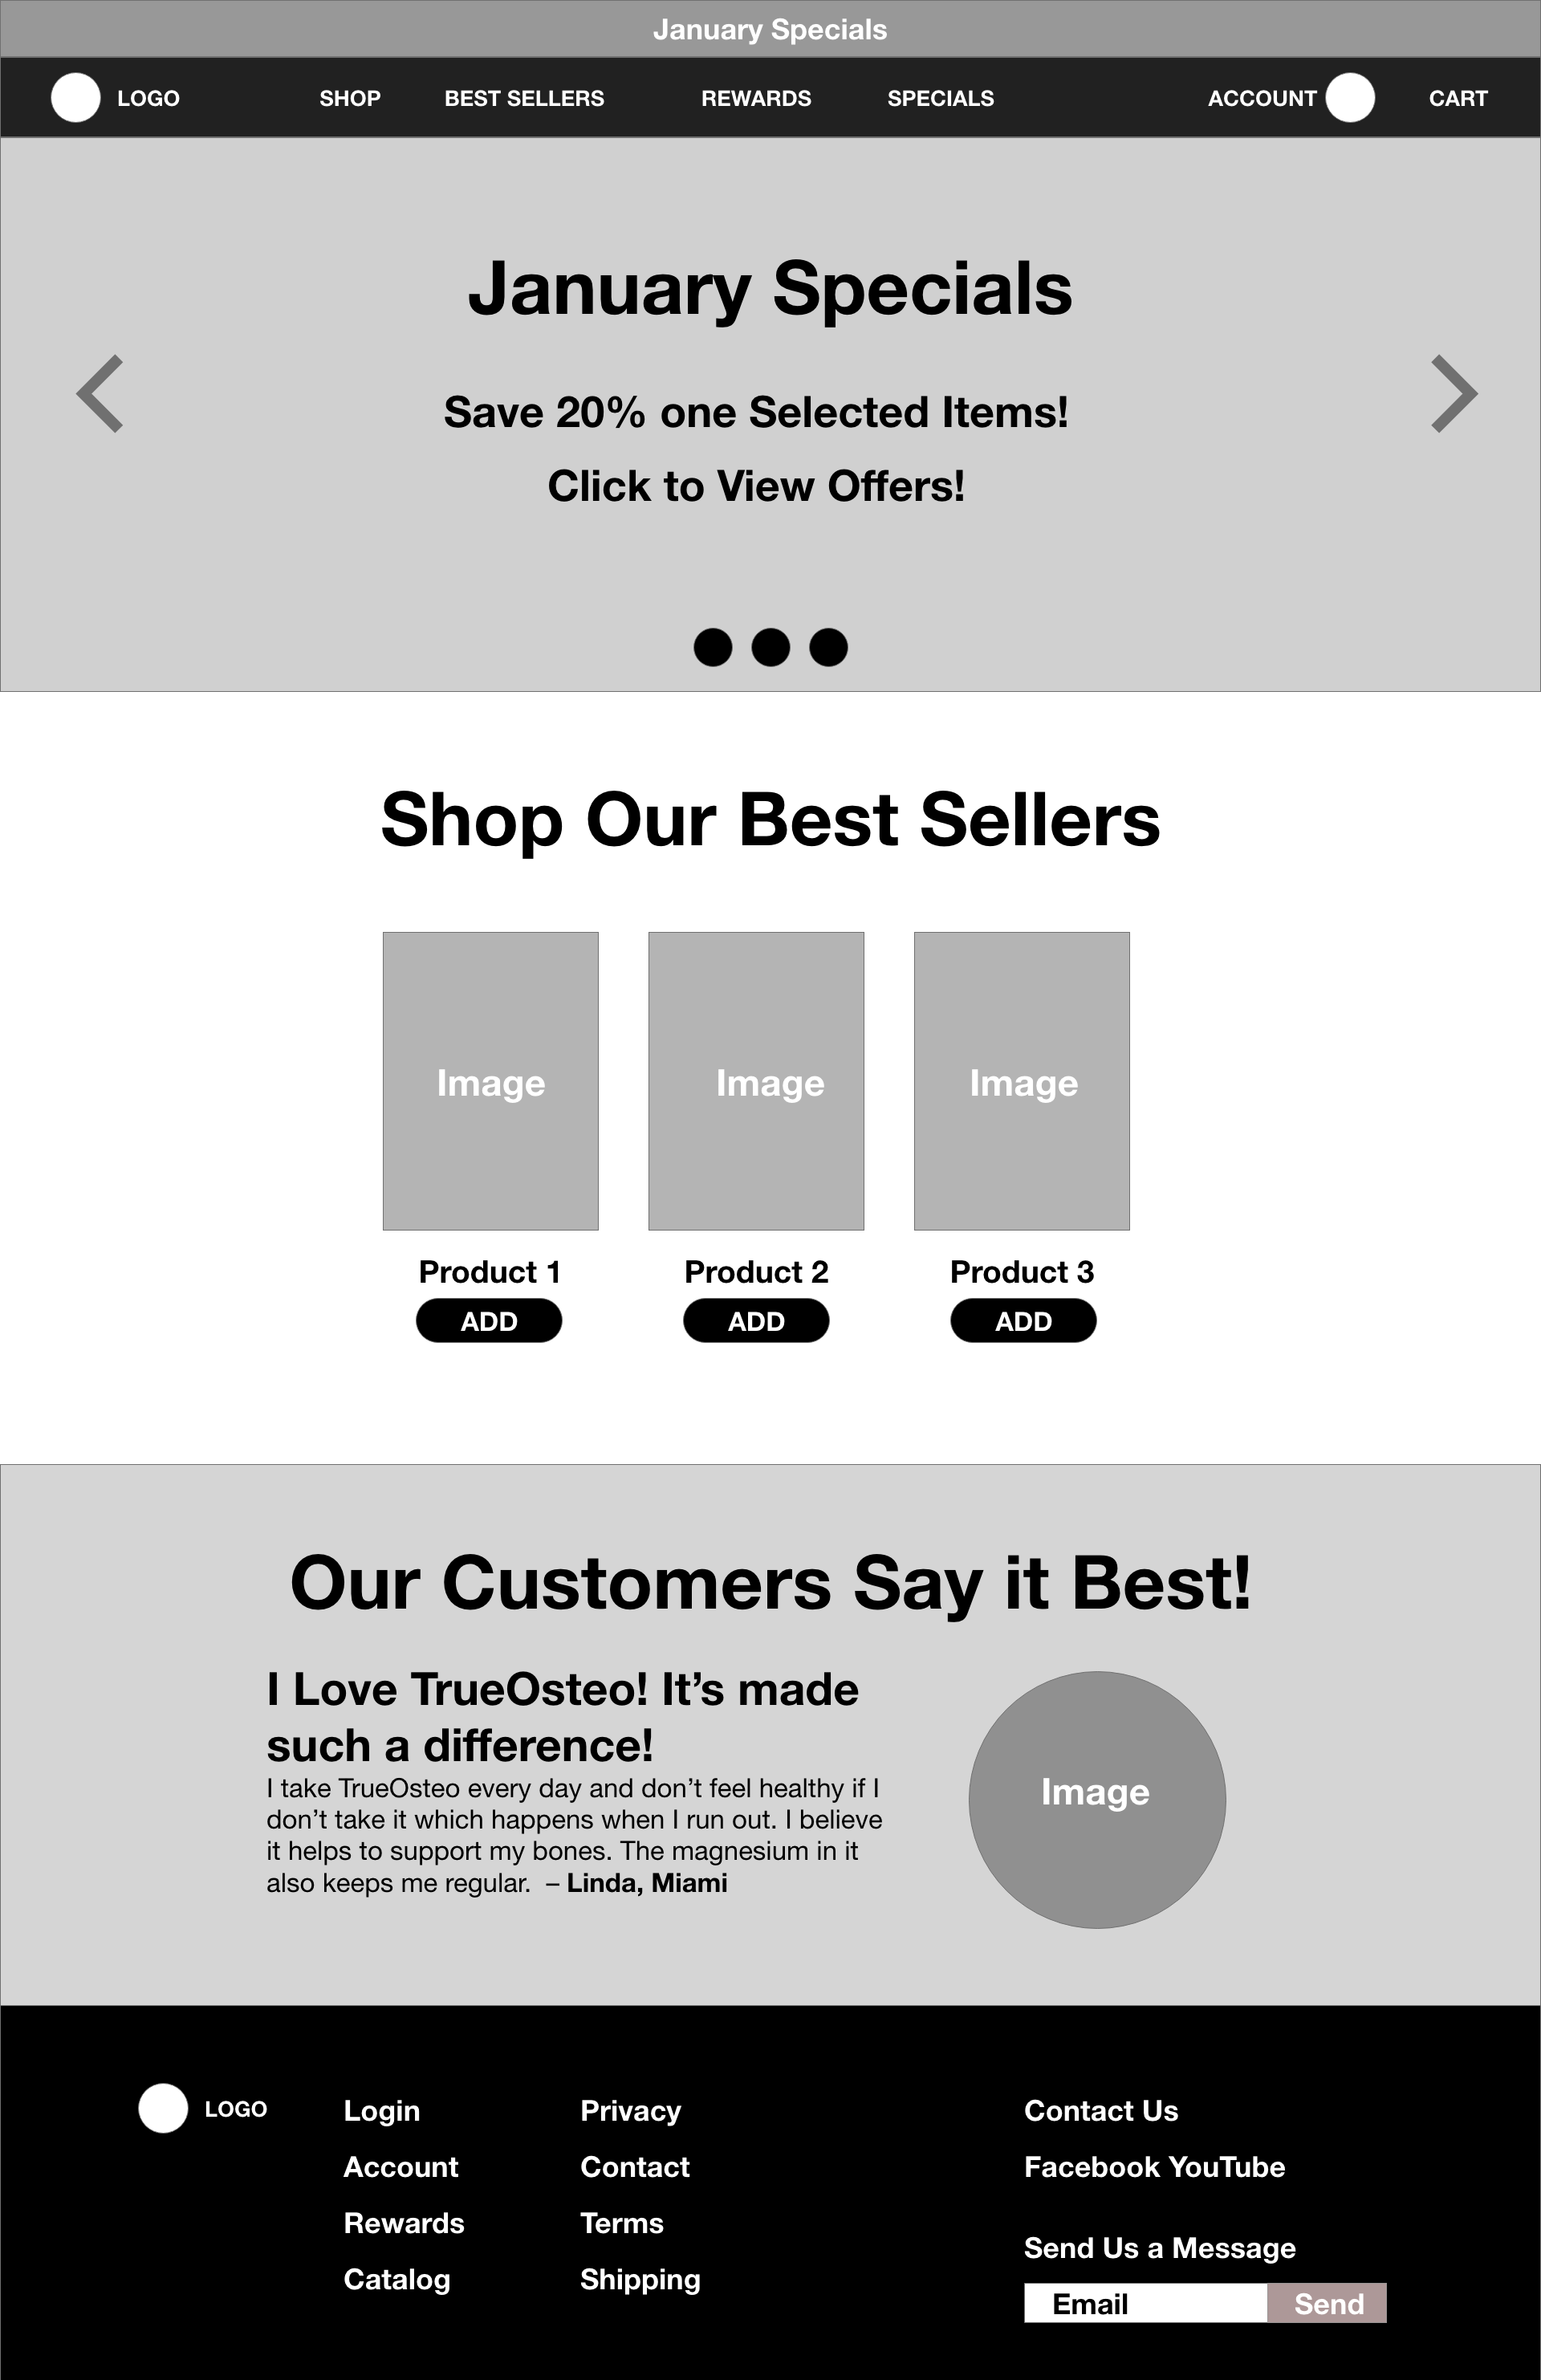 January Specials
LOGO SHOP BEST SELLERS REWARDS SPECIALS ACCOUNT CART
January Specials
Save 20% one Selected Items!
Click to View Offers!
Shop Our Best Sellers
Image Image Image
Product 1 Product 2 Product 3
ADD ADD ADD
Our Customers Say it Best!
I Love TrueOsteo! It’s made
such a difference!
I take TrueOsteo every day and don’t feel healthy if I
don’t take it which happens when I run out. I believe
it helps to support my bones. The magnesium in it
also keeps me regular.  – Linda, Miami
Image
LOGO
Login
Account
Rewards
Catalog
Privacy
Contact
Terms
Shipping
Contact Us
Facebook YouTube
Send Us a Message
Email Send